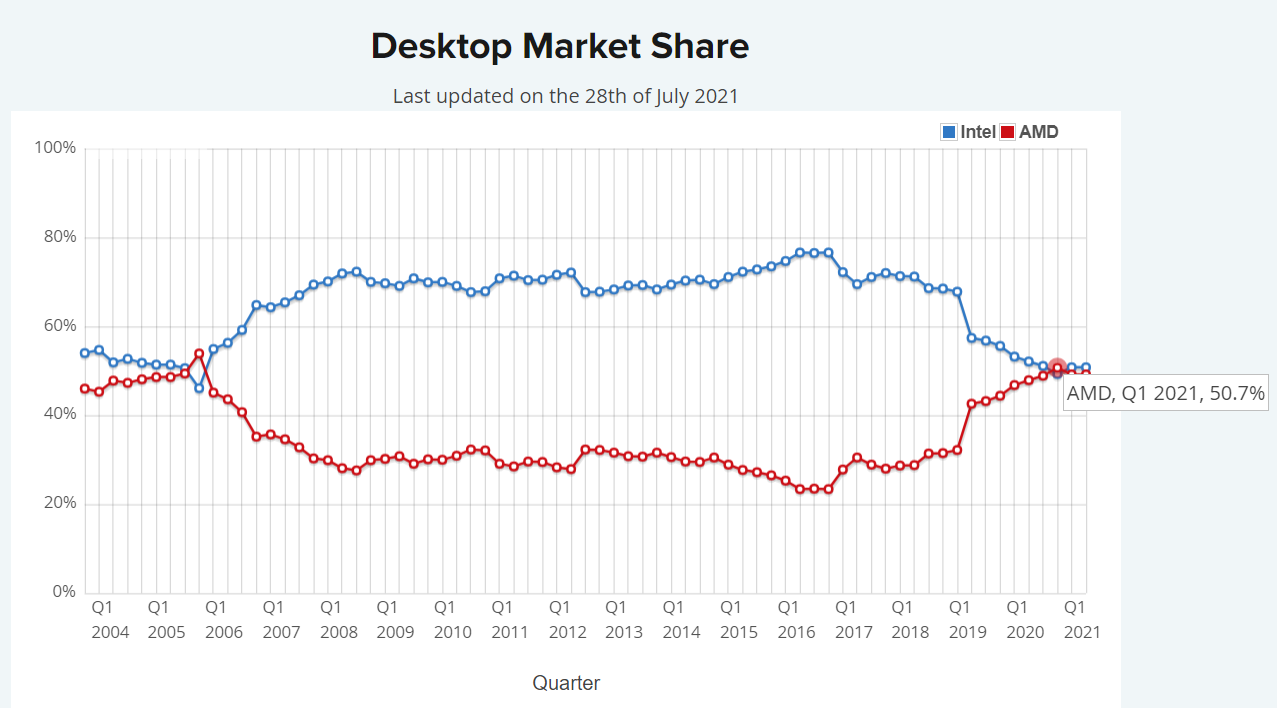 Desktop Market Share
Last updated on the 28th of July 2021
Intel AMD
100%
80%
60%
40%
20%
0%
AMD, Q1 2021, 50.7%
Q1 Q1 Q1 Q1 Q1 Q1 Q1 Q1 Q1 Q1 Q1 Q1 Q1 Q1 Q1 Q1 Q1 Q1
2004 2005 2006 2007 2008 2009 2010 2011 2012 2013 2014 2015 2016 2017 2018 2019 2020 2021
Quarter